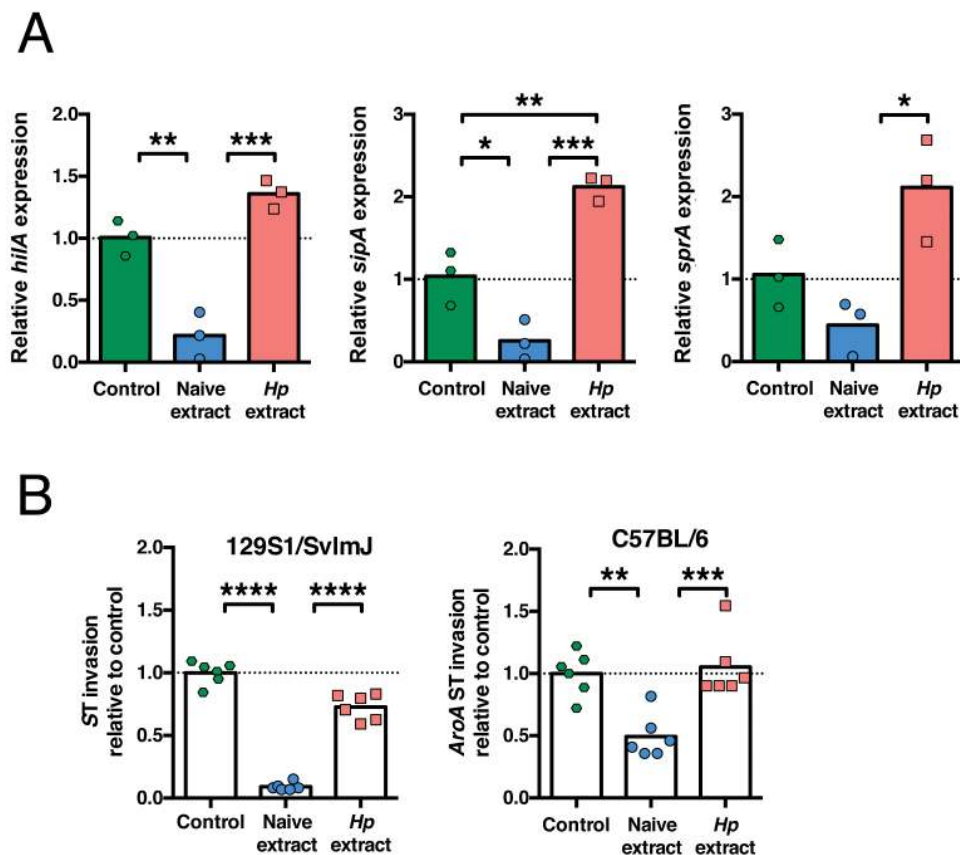 A
Relative hilA expression
2.0
1.5
1.0
0.5
0.0
**
***
Control
Naive extract
Hp extract
Relative sipA expression
3
2
1
0
**
*
***
Control
Naive extract
Hp extract
Relative sprA expression
3
2
1
0
*
Control
Naive extract
Hp extract
B
129S1/SvImJ
ST invasion
relative to control
2.0
1.5
1.0
0.5
0.0
****
****
Control
Naive extract
Hp extract
C57BL/6
AroA ST invasion
relative to control
2.0
1.5
1.0
0.5
0.0
**
***
Control
Naive extract
Hp extract